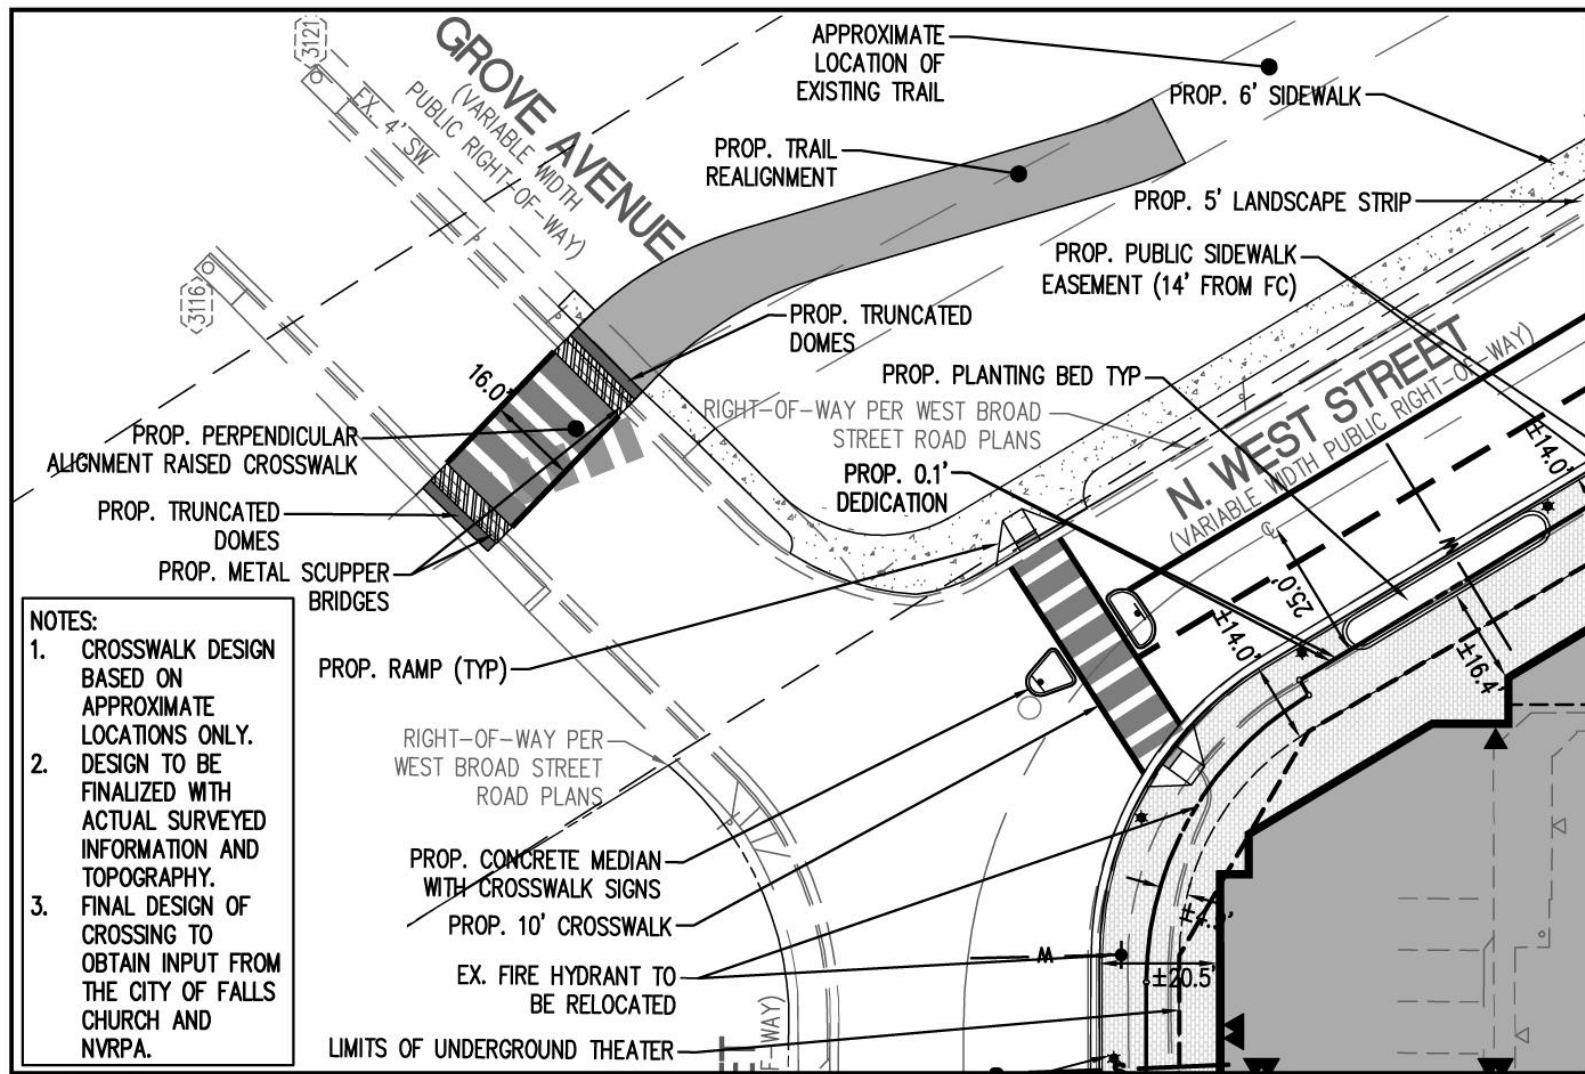 3121
GROVE AVENUE
(VARIABLE WIDTH
PUBLIC RIGHT-OF-WAY)
EX. 4' SW
3116
APPROXIMATE
LOCATION OF
EXISTING TRAIL
PROP. 6' SIDEWALK
PROP. TRAIL
REALIGNMENT
PROP. 5' LANDSCAPE STRIP
PROP. PUBLIC SIDEWALK
EASEMENT (14' FROM FC)
PROP. TRUNCATED
DOMES
PROP. PLANTING BED TYP
16.0'
RIGHT-OF-WAY PER WEST BROAD
STREET ROAD PLANS
N. WEST STREET
(VARIABLE WIDTH PUBLIC RIGHT-OF-WAY)
PROP. PERPENDICULAR
ALIGNMENT RAISED CROSSWALK
PROP. 0.1'
DEDICATION
±14.0'
PROP. TRUNCATED
DOMES
PROP. METAL SCUPPER
BRIDGES
℄
25.0'
W
±14.0'
±16.4'
NOTES:
1. CROSSWALK DESIGN
BASED ON
APPROXIMATE
LOCATIONS ONLY.
2. DESIGN TO BE
FINALIZED WITH
ACTUAL SURVEYED
INFORMATION AND
TOPOGRAPHY.
3. FINAL DESIGN OF
CROSSING TO
OBTAIN INPUT FROM
THE CITY OF FALLS
CHURCH AND
NVRPA.
PROP. RAMP (TYP)
RIGHT-OF-WAY PER
WEST BROAD STREET
ROAD PLANS
PROP. CONCRETE MEDIAN
WITH CROSSWALK SIGNS
PROP. 10' CROSSWALK
EX. FIRE HYDRANT TO
BE RELOCATED
W
±20.5'
LIMITS OF UNDERGROUND THEATER
F-WAY)